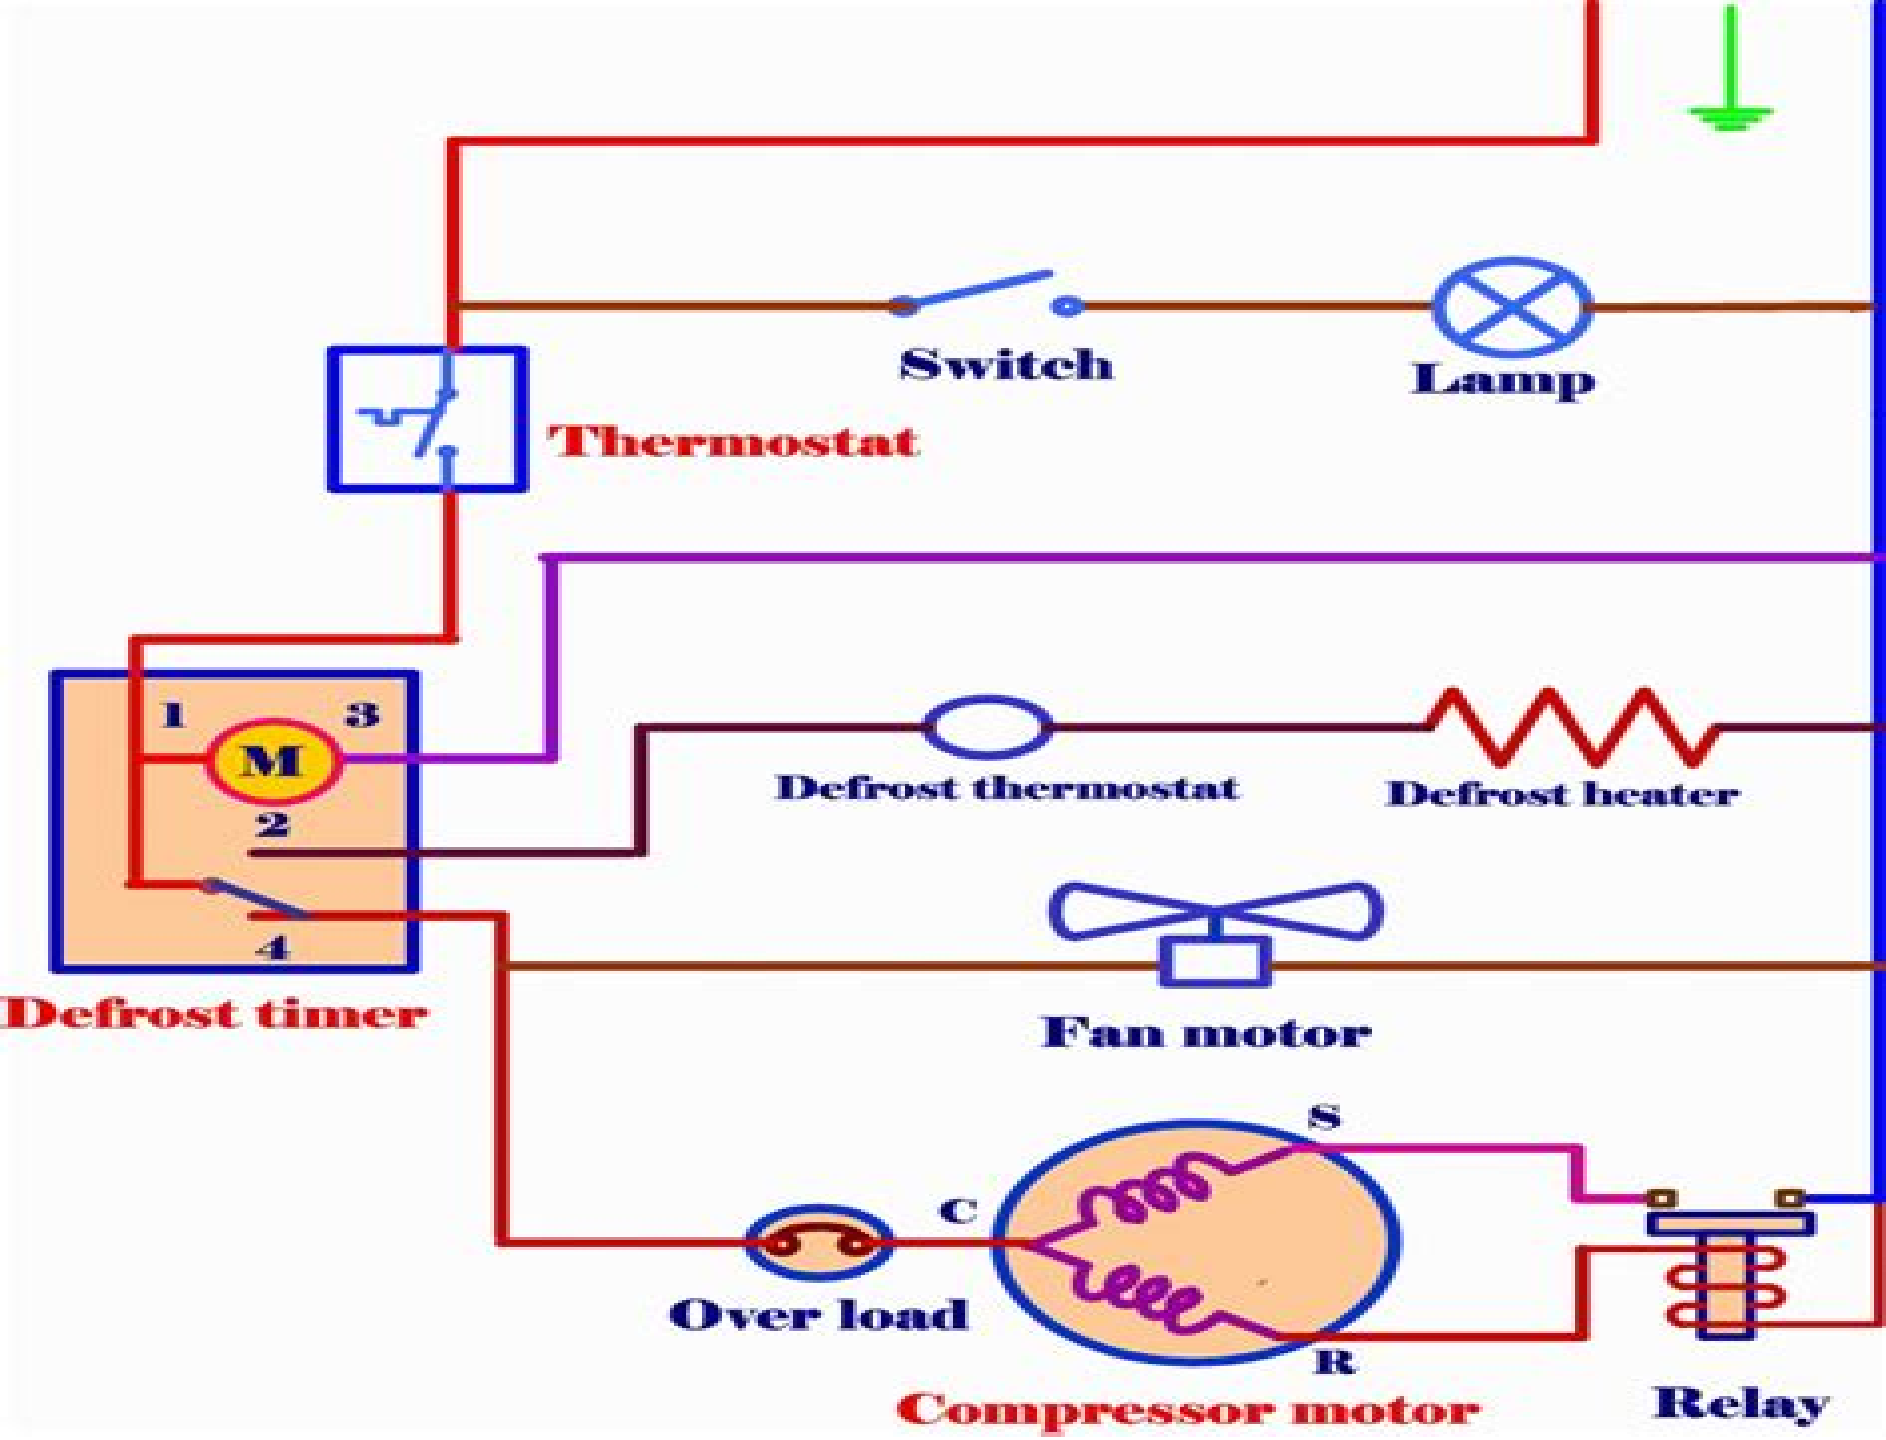 Switch
Lamp
Thermostat
1
3
M
2
Defrost thermostat
Defrost heater
4
Defrost timer
Fan motor
S
C
Over load
R
Compressor motor
Relay